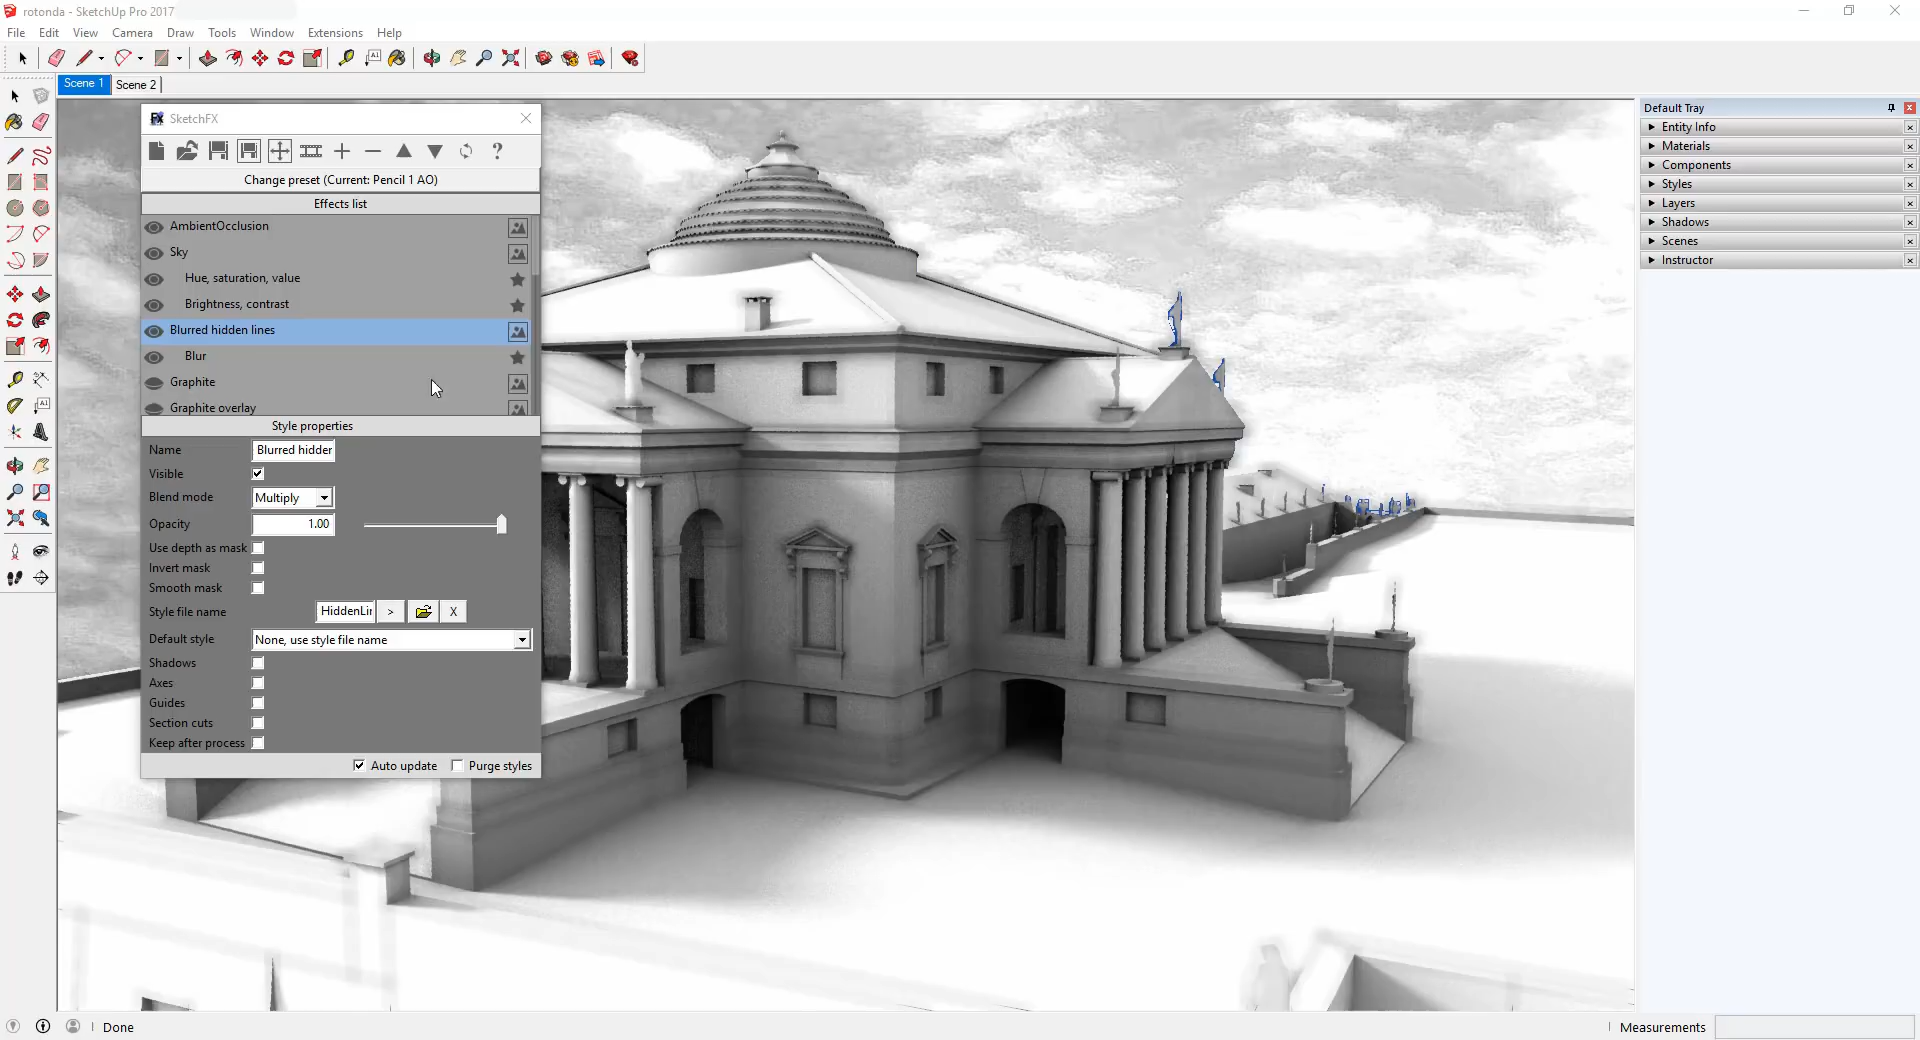 rotonda - SketchUp Pro 2017
File Edit View Camera Draw Tools Window Extensions Help
Scene 1 Scene 2
SketchFX
Change preset (Current: Pencil 1 AO)
Effects list
AmbientOcclusion
Sky
Hue, saturation, value
Brightness, contrast
Blurred hidden lines
Blur
Graphite
Graphite overlay
Style properties
Name Blurred hidder
Visible
Blend mode Multiply
Opacity 1.00
Use depth as mask
Invert mask
Smooth mask
Style file name HiddenLir > X
Default style None, use style file name
Shadows
Axes
Guides
Section cuts
Keep after process
Auto update Purge styles
Default Tray
Entity Info
Materials
Components
Styles
Layers
Shadows
Scenes
Instructor
Done
Measurements